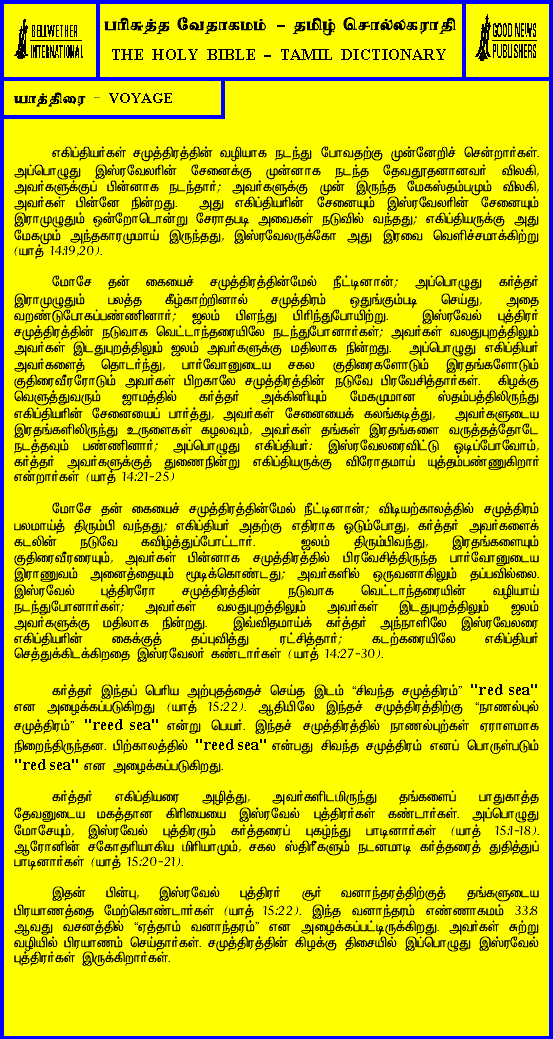 BELLWETHER
INTERNATIONAL
பரிசுத்த வேதாகமம் - தமிழ் சொல்லகராதி
THE HOLY BIBLE - TAMIL DICTIONARY
GOOD NEWS
PUBLISHERS
யாத்திரை - VOYAGE
எகிப்தியர்கள் சமுத்திரத்தின் வழியாக நடந்து போவதற்கு முன்னேறிச் சென்றார்கள்.
அப்பொழுது இஸ்ரவேலரின் சேனைக்கு முன்னாக நடந்த தேவதூதனானவர் விலகி,
அவர்களுக்குப் பின்னாக நடந்தார்; அவர்களுக்கு முன் இருந்த மேகஸ்தம்பமும் விலகி,
அவர்கள் பின்னே நின்றது. அது எகிப்தியரின் சேனையும் இஸ்ரவேலரின் சேனையும்
இராமுழுதும் ஒன்றோடொன்று சேராதபடி அவைகள் நடுவில் வந்தது; எகிப்தியருக்கு அது
மேகமும் அந்தகாரமுமாய் இருந்தது, இஸ்ரவேலருக்கோ அது இரவை வெளிச்சமாக்கிற்று
(யாத் 14:19,20).
மோசே தன் கையைச் சமுத்திரத்தின்மேல் நீட்டினான்; அப்பொழுது கர்த்தர்
இராமுழுதும் பலத்த கீழ்காற்றினால் சமுத்திரம் ஒதுங்கும்படி செய்து, அதை
வறண்டுபோகப்பண்ணினார்; ஜலம் பிளந்து பிரிந்துபோயிற்று. இஸ்ரவேல் புத்திரர்
சமுத்திரத்தின் நடுவாக வெட்டாந்தரையிலே நடந்துபோனார்கள்; அவர்கள் வலதுபுறத்திலும்
அவர்கள் இடதுபுறத்திலும் ஜலம் அவர்களுக்கு மதிலாக நின்றது. அப்பொழுது எகிப்தியர்
அவர்களைத் தொடர்ந்து, பார்வோனுடைய சகல குதிரைகளோடும் இரதங்களோடும்
குதிரைவீரரோடும் அவர்கள் பிறகாலே சமுத்திரத்தின் நடுவே பிரவேசித்தார்கள். கிழக்கு
வெளுத்துவரும் ஜாமத்தில் கர்த்தர் அக்கினியும் மேகமுமான ஸ்தம்பத்திலிருந்து
எகிப்தியரின் சேனையைப் பார்த்து, அவர்கள் சேனையைக் கலங்கடித்து, அவர்களுடைய
இரதங்களிலிருந்து உருளைகள் கழலவும், அவர்கள் தங்கள் இரதங்களை வருத்தத்தோடே
நடத்தவும் பண்ணினார்; அப்பொழுது எகிப்தியர்: இஸ்ரவேலரைவிட்டு ஓடிப்போவோம்,
கர்த்தர் அவர்களுக்குத் துணைநின்று எகிப்தியருக்கு விரோதமாய் யுத்தம்பண்ணுகிறார்
என்றார்கள் (யாத் 14:21-25)
மோசே தன் கையைச் சமுத்திரத்தின்மேல் நீட்டினான்; விடியற்காலத்தில் சமுத்திரம்
பலமாய்த் திரும்பி வந்தது; எகிப்தியர் அதற்கு எதிராக ஓடும்போது, கர்த்தர் அவர்களைக்
கடலின் நடுவே கவிழ்த்துப்போட்டார். ஜலம் திரும்பிவந்து, இரதங்களையும்
குதிரைவீரரையும், அவர்கள் பின்னாக சமுத்திரத்தில் பிரவேசித்திருந்த பார்வோனுடைய
இராணுவம் அனைத்தையும் மூடிக்கொண்டது; அவர்களில் ஒருவனாகிலும் தப்பவில்லை.
இஸ்ரவேல் புத்திரரோ சமுத்திரத்தின் நடுவாக வெட்டாந்தரையின் வழியாய்
நடந்துபோனார்கள்; அவர்கள் வலதுபுறத்திலும் அவர்கள் இடதுபுறத்திலும் ஜலம்
அவர்களுக்கு மதிலாக நின்றது. இவ்விதமாய்க் கர்த்தர் அந்நாளிலே இஸ்ரவேலரை
எகிப்தியரின் கைக்குத் தப்புவித்து ரட்சித்தார்; கடற்கரையிலே எகிப்தியர்
செத்துக்கிடக்கிறதை இஸ்ரவேலர் கண்டார்கள் (யாத் 14:27-30).
கர்த்தர் இந்தப் பெரிய அற்புதத்தைச் செய்த இடம் "சிவந்த சமுத்திரம்" "red sea"
என அழைக்கப்படுகிறது (யாத் 15:22). ஆதியிலே இந்தச் சமுத்திரத்திற்கு "நாணல்புல்
சமுத்திரம்" "reed sea" என்று பெயர். இந்தச் சமுத்திரத்தில் நாணல்புற்கள் ஏராளமாக
நிறைந்திருந்தன. பிற்காலத்தில் "reed sea" என்பது சிவந்த சமுத்திரம் எனப் பொருள்படும்
"red sea" என அழைக்கப்படுகிறது.
கர்த்தர் எகிப்தியரை அழித்து, அவர்களிடமிருந்து தங்களைப் பாதுகாத்த
தேவனுடைய மகத்தான கிரியையை இஸ்ரவேல் புத்திரர்கள் கண்டார்கள். அப்பொழுது
மோசேயும், இஸ்ரவேல் புத்திரரும் கர்த்தரைப் புகழ்ந்து பாடினார்கள் (யாத் 15:1-18).
ஆரோனின் சகோதரியாகிய மிரியாமும், சகல ஸ்திரீகளும் நடனமாடி கர்த்தரைத் துதித்துப்
பாடினார்கள் (யாத் 15:20-21).
இதன் பின்பு, இஸ்ரவேல் புத்திரர் சூர் வனாந்தரத்திற்குத் தங்களுடைய
பிரயாணத்தை மேற்கொண்டார்கள் (யாத் 15:22). இந்த வனாந்தரம் எண்ணாகமம் 33:8
ஆவது வசனத்தில் "ஏத்தாம் வனாந்தரம்" என அழைக்கப்பட்டிருக்கிறது. அவர்கள் சுற்று
வழியில் பிரயாணம் செய்தார்கள். சமுத்திரத்தின் கிழக்கு திசையில் இப்பொழுது இஸ்ரவேல்
புத்திரர்கள் இருக்கிறார்கள்.